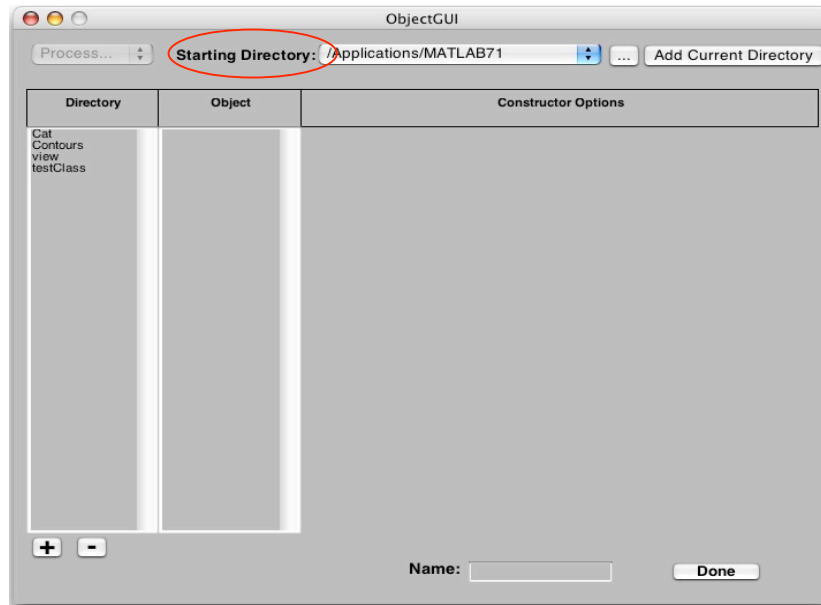 ObjectGUI
Process... Starting Directory: /Applications/MATLAB71 ... Add Current Directory
Directory Object Constructor Options
Cat
Contours
view
testClass
+ -
Name: Done